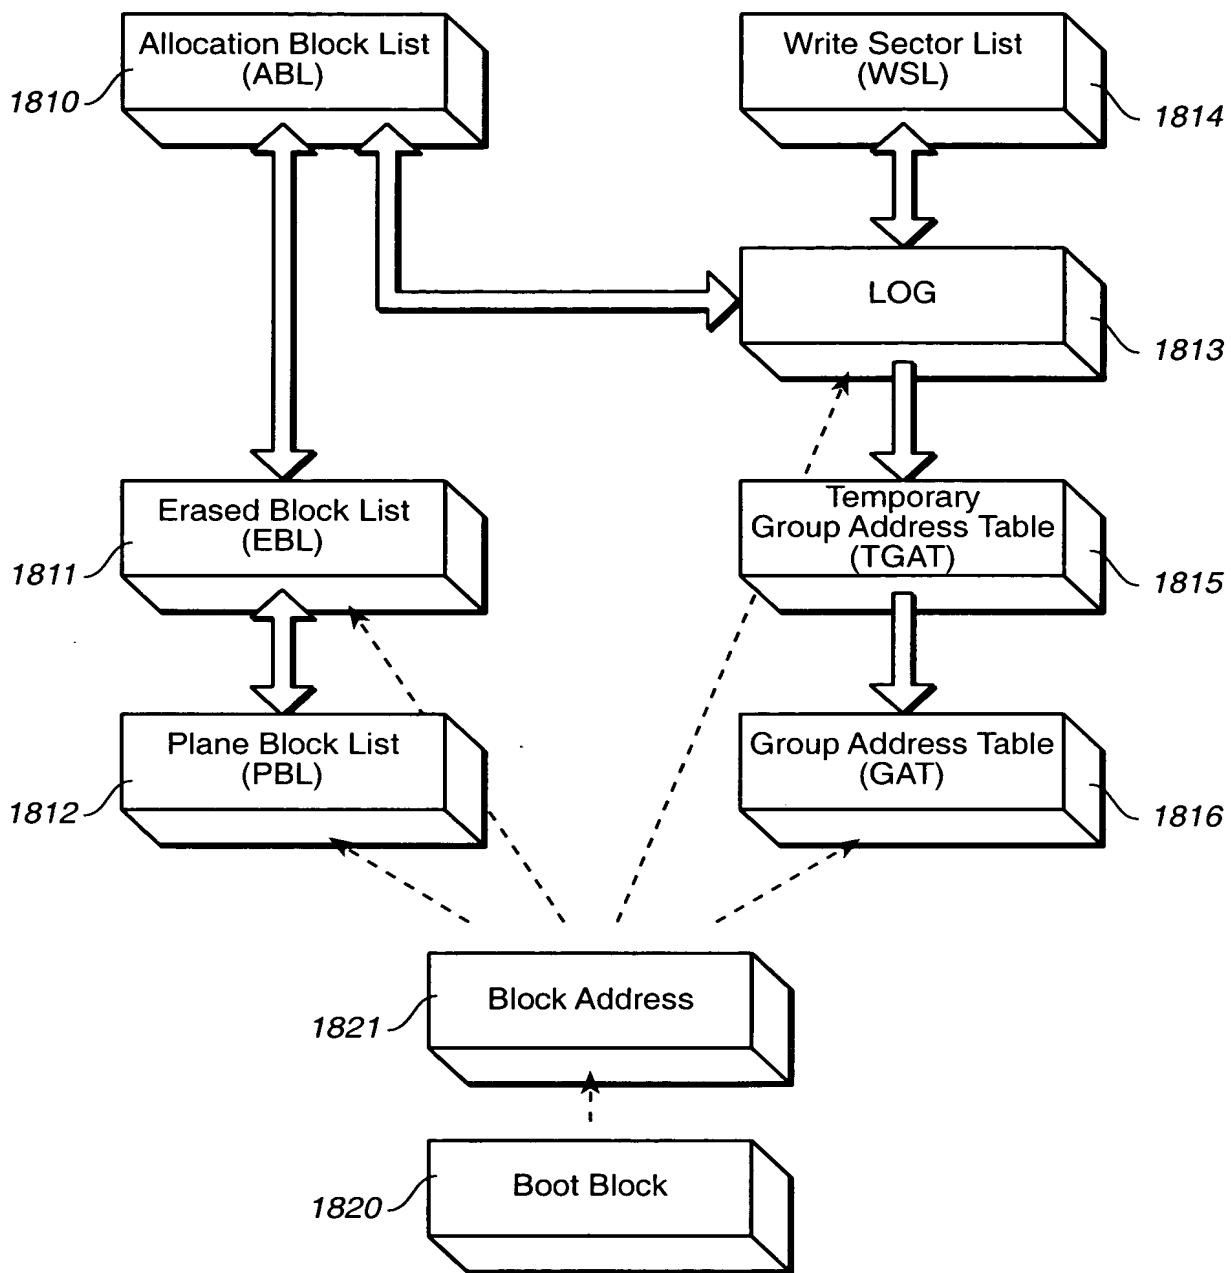 Allocation Block List
(ABL)
1810
Write Sector List
(WSL)
1814
LOG
1813
Erased Block List
(EBL)
1811
Temporary
Group Address Table
(TGAT)
1815
Plane Block List
(PBL)
1812
Group Address Table
(GAT)
1816
Block Address
1821
Boot Block
1820